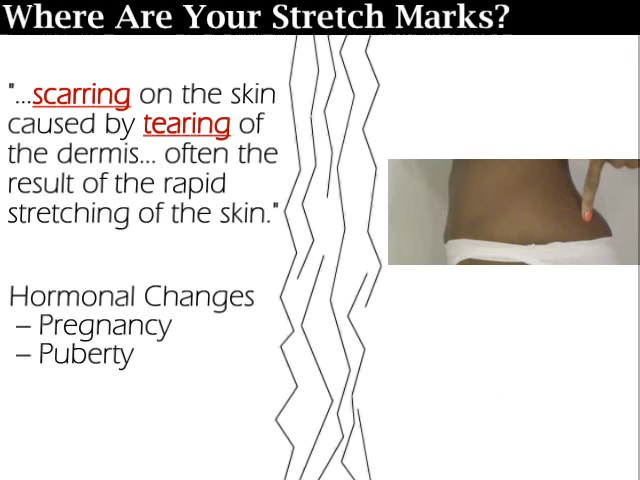 Where Are Your Stretch Marks?
"...scarring on the skin
caused by tearing of
the dermis... often the
result of the rapid
stretching of the skin."
Hormonal Changes
– Pregnancy
– Puberty